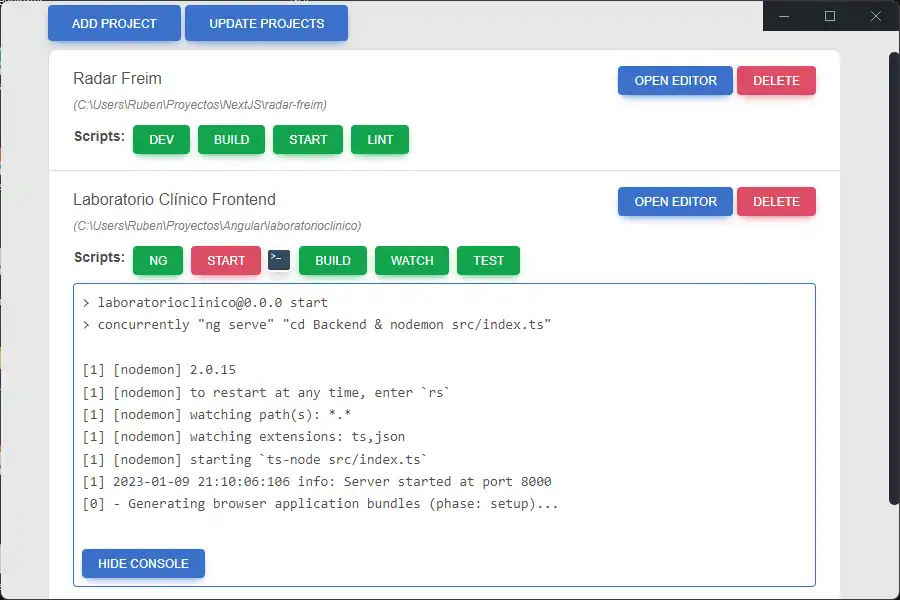 ADD PROJECT UPDATE PROJECTS
Radar Freim OPEN EDITOR DELETE
(C:\Users\Ruben\Proyectos\NextJS\radar-freim)
Scripts: DEV BUILD START LINT
Laboratorio Clínico Frontend OPEN EDITOR DELETE
(C:\Users\Ruben\Proyectos\Angular\laboratorioclinico)
Scripts: NG START >_ BUILD WATCH TEST
> laboratorioclinico@0.0.0 start
> concurrently "ng serve" "cd Backend & nodemon src/index.ts"
[1] [nodemon] 2.0.15
[1] [nodemon] to restart at any time, enter `rs`
[1] [nodemon] watching path(s): *.*
[1] [nodemon] watching extensions: ts,json
[1] [nodemon] starting `ts-node src/index.ts`
[1] 2023-01-09 21:10:06:106 info: Server started at port 8000
[0] - Generating browser application bundles (phase: setup)...
HIDE CONSOLE